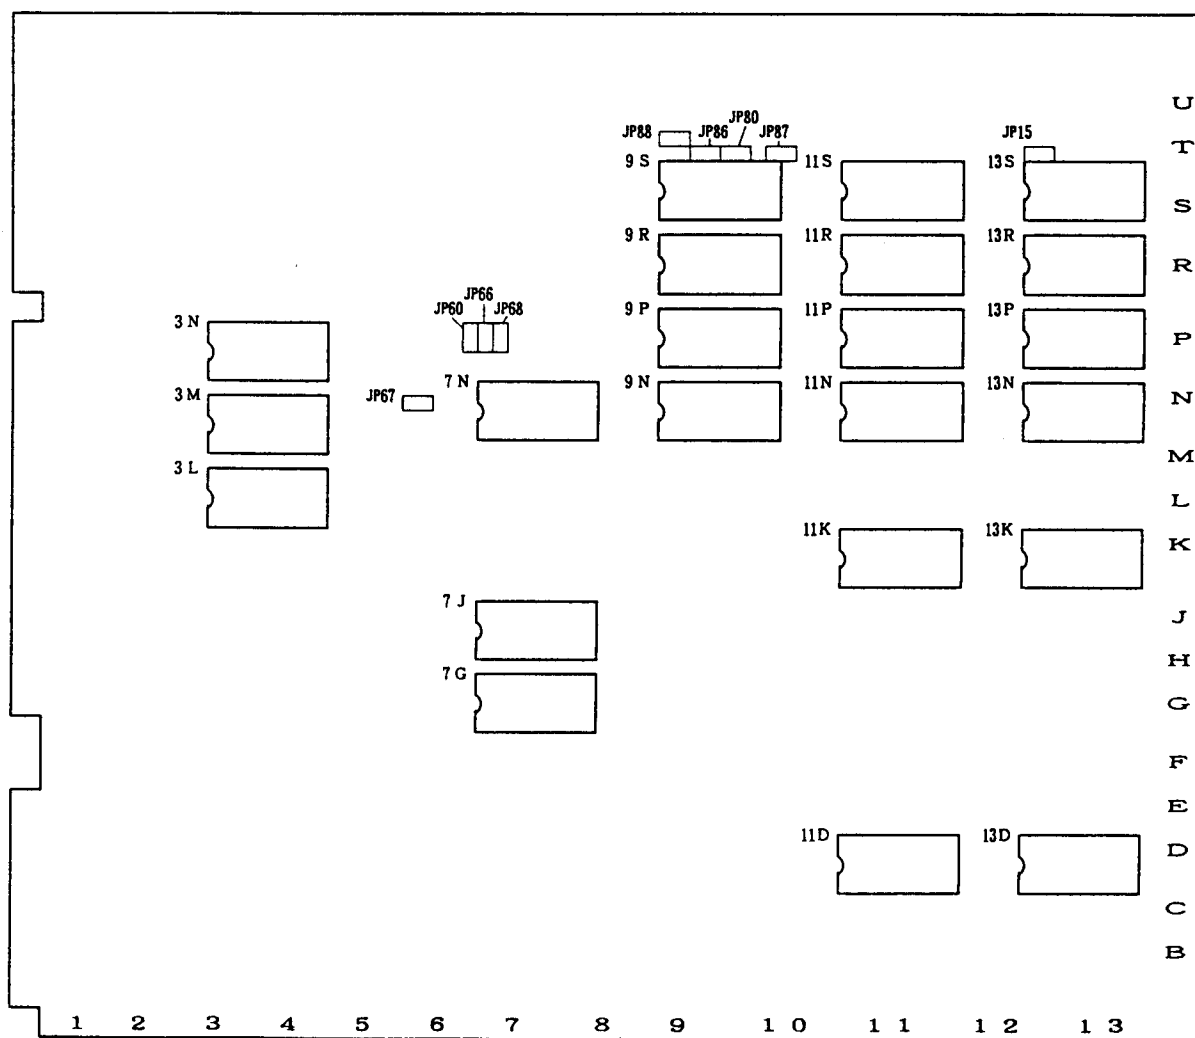 U
JP88 JP86 JP80 JP87 JP15
T
9 S 11S 13S
S
9 R 11R 13R
R
JP60 JP66 JP68
3 N 9 P 11P 13P
P
3 M JP67 7 N 9 N 11N 13N
N
M
3 L
L
11K 13K
K
7 J
J
H
7 G
G
F
E
11D 13D
D
C
B
1 2 3 4 5 6 7 8 9 10 11 12 13